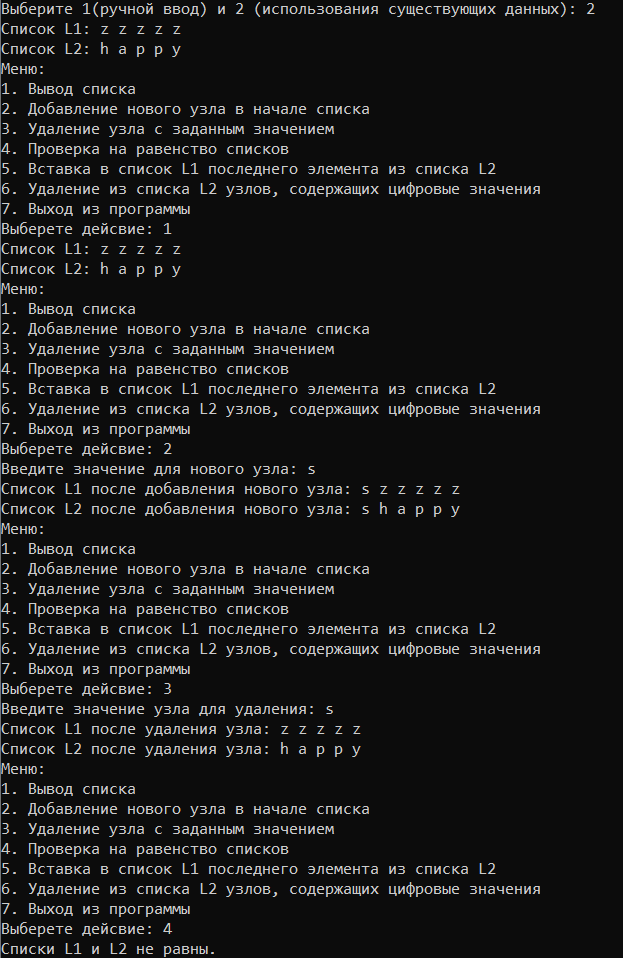 Выберите 1(ручной ввод) и 2 (использования существующих данных): 2
Список L1: z z z z z
Список L2: h a p p y
Меню:
1. Вывод списка
2. Добавление нового узла в начале списка
3. Удаление узла с заданным значением
4. Проверка на равенство списков
5. Вставка в список L1 последнего элемента из списка L2
6. Удаление из списка L2 узлов, содержащих цифровые значения
7. Выход из программы
Выберете дейсвие: 1
Список L1: z z z z z
Список L2: h a p p y
Меню:
1. Вывод списка
2. Добавление нового узла в начале списка
3. Удаление узла с заданным значением
4. Проверка на равенство списков
5. Вставка в список L1 последнего элемента из списка L2
6. Удаление из списка L2 узлов, содержащих цифровые значения
7. Выход из программы
Выберете дейсвие: 2
Введите значение для нового узла: s
Список L1 после добавления нового узла: s z z z z z
Список L2 после добавления нового узла: s h a p p y
Меню:
1. Вывод списка
2. Добавление нового узла в начале списка
3. Удаление узла с заданным значением
4. Проверка на равенство списков
5. Вставка в список L1 последнего элемента из списка L2
6. Удаление из списка L2 узлов, содержащих цифровые значения
7. Выход из программы
Выберете дейсвие: 3
Введите значение узла для удаления: s
Список L1 после удаления узла: z z z z z
Список L2 после удаления узла: h a p p y
Меню:
1. Вывод списка
2. Добавление нового узла в начале списка
3. Удаление узла с заданным значением
4. Проверка на равенство списков
5. Вставка в список L1 последнего элемента из списка L2
6. Удаление из списка L2 узлов, содержащих цифровые значения
7. Выход из программы
Выберете дейсвие: 4
Списки L1 и L2 не равны.